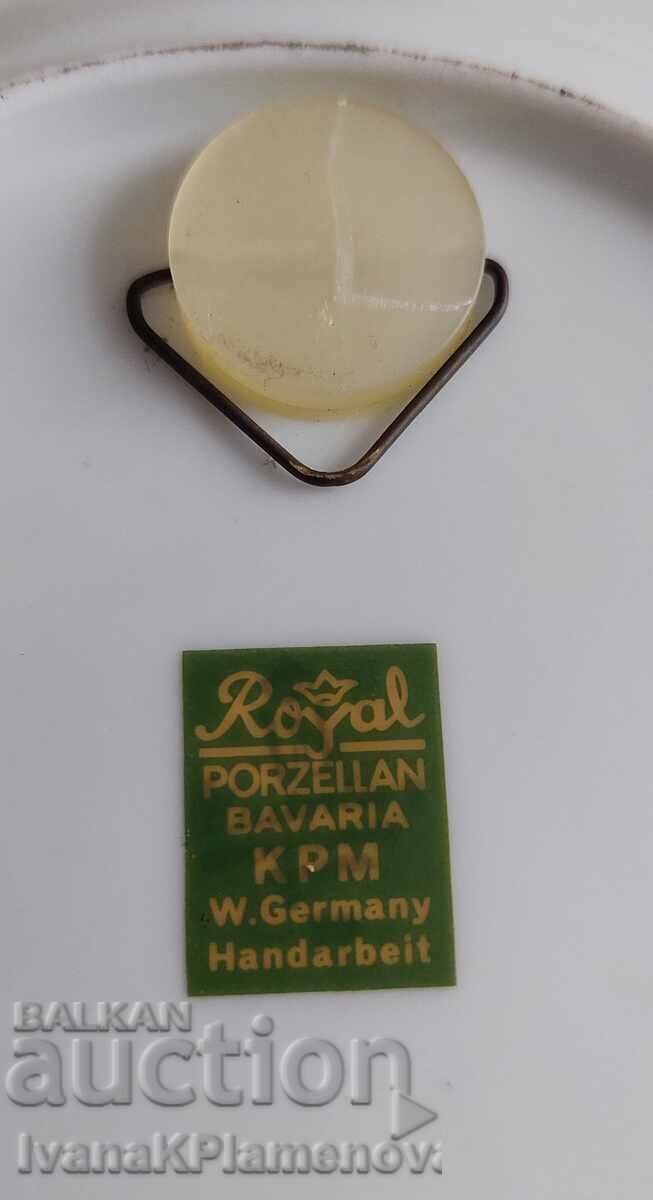 Royal
PORZELLAN
BAVARIA
KPM
W.Germany
Handarbeit
BALKAN
auction
IvanaKPlamenova